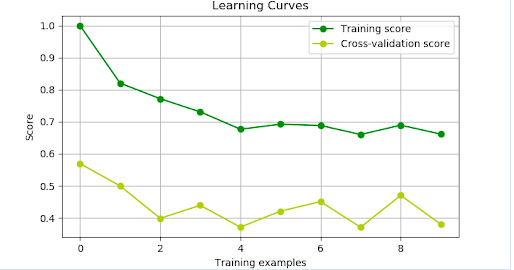 Learning Curves
Training score
Cross-validation score
1.0
0.9
0.8
0.7
0.6
0.5
0.4
Score
0 2 4 6 8
Training examples